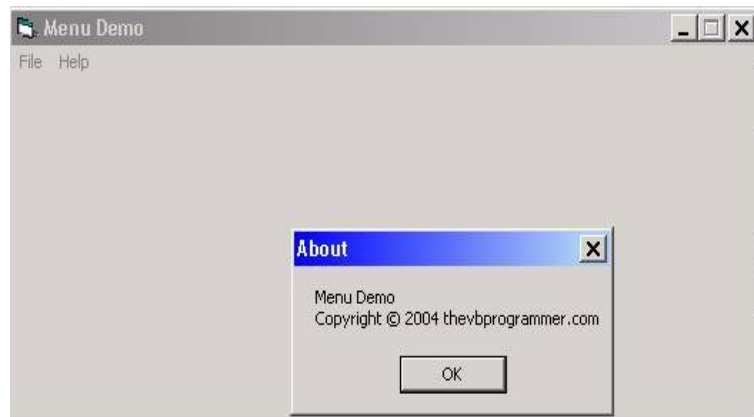 Menu Demo
File Help
About
Menu Demo
Copyright © 2004 thevbprogrammer.com
OK